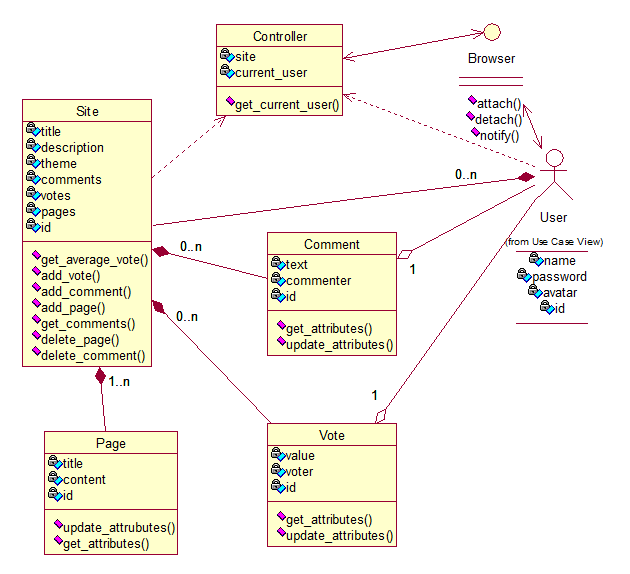 Controller
site
current_user
get_current_user()
Browser
attach()
detach()
notify()
Site
title
description
theme
comments
votes
pages
id
get_average_vote()
add_vote()
add_comment()
add_page()
get_comments()
delete_page()
delete_comment()
0..n
User
(from Use Case View)
name
password
avatar
id
0..n
Comment
text
commenter
id
get_attributes()
update_attributes()
1
0..n
1..n
1
Page
title
content
id
update_attrubutes()
get_attributes()
Vote
value
voter
id
get_attributes()
update_attributes()